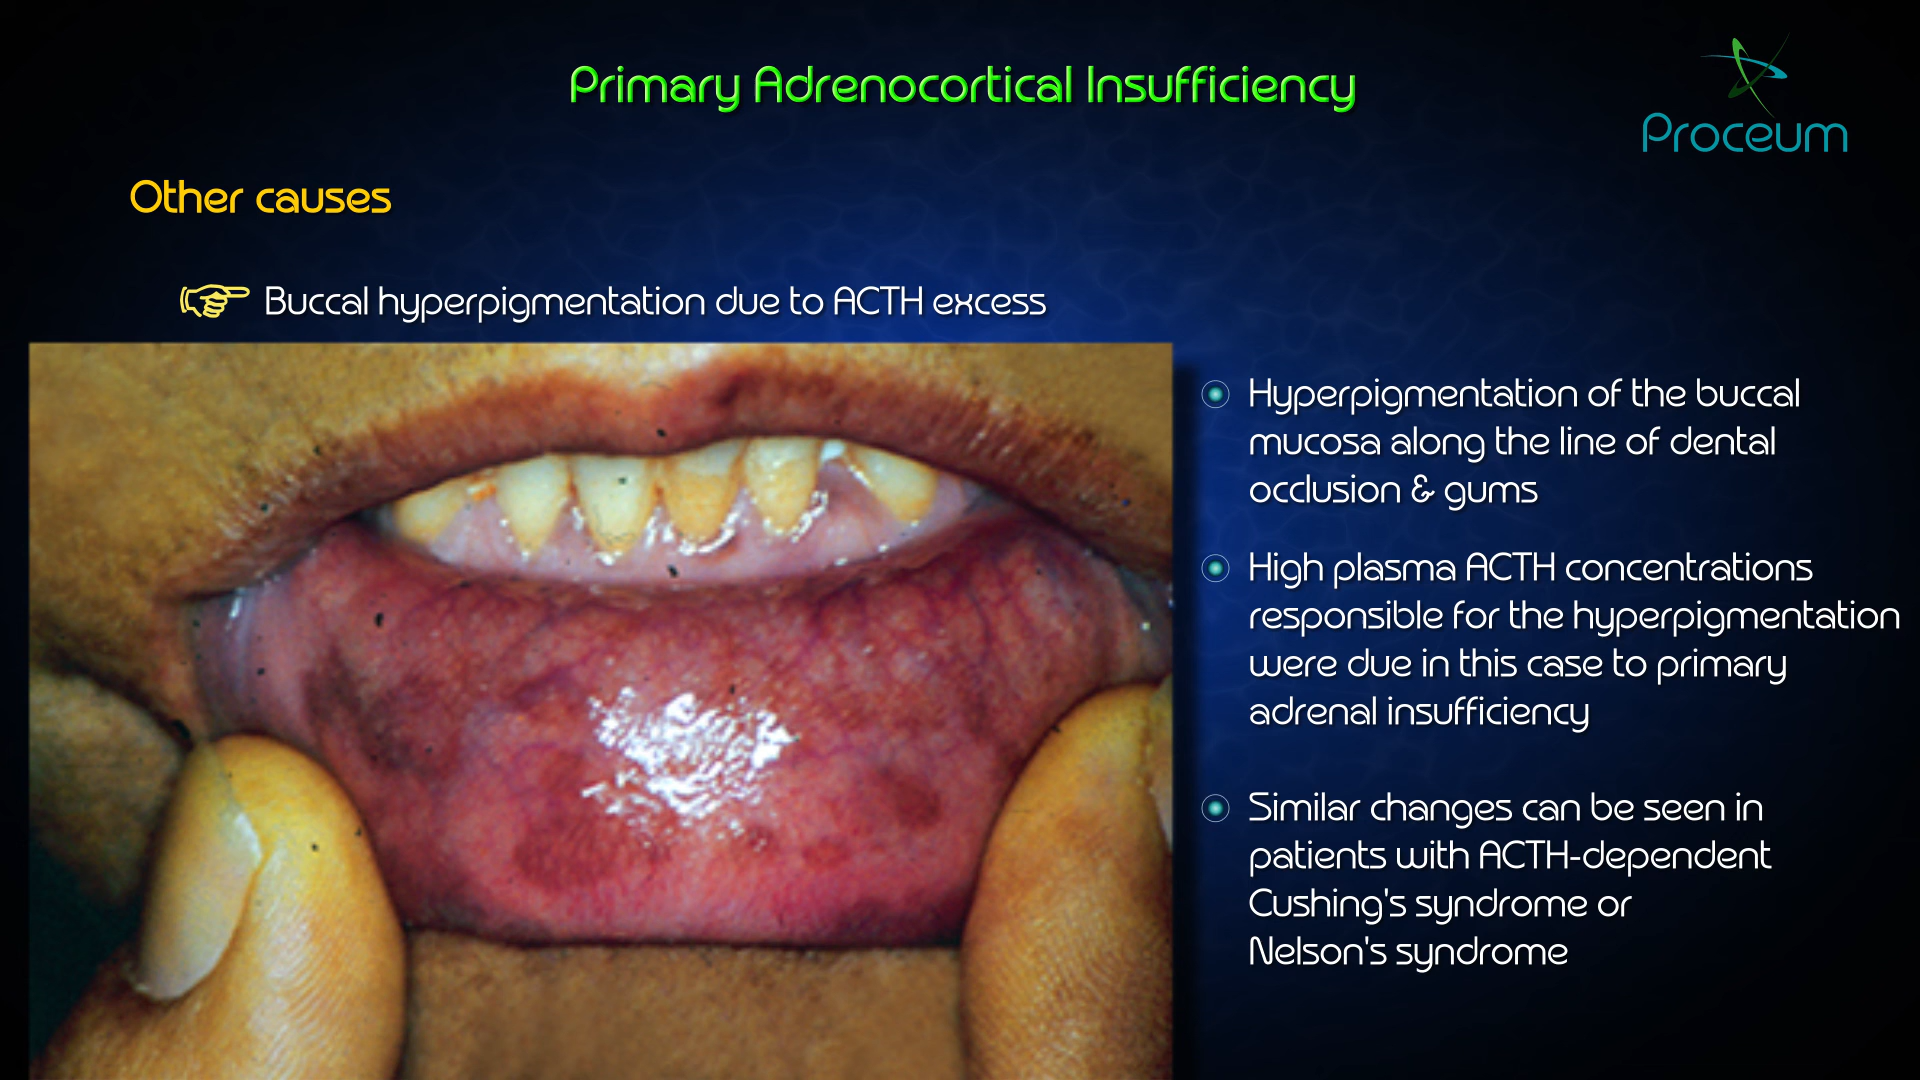 Primary Adrenocortical Insufficiency
Proceum
Other causes
Buccal hyperpigmentation due to ACTH excess
Hyperpigmentation of the buccal
mucosa along the line of dental
occlusion & gums
High plasma ACTH concentrations
responsible for the hyperpigmentation
were due in this case to primary
adrenal insufficiency
Similar changes can be seen in
patients with ACTH-dependent
Cushing's syndrome or
Nelson's syndrome